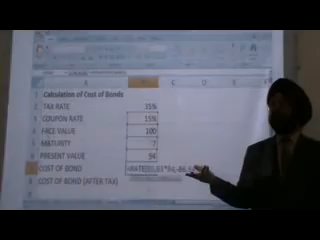 Calculation of Cost of Bonds
TAX RATE 35%
COUPON RATE 15%
FACE VALUE 100
MATURITY 7
PRESENT VALUE 94
COST OF BOND
COST OF BOND (AFTER TAX)